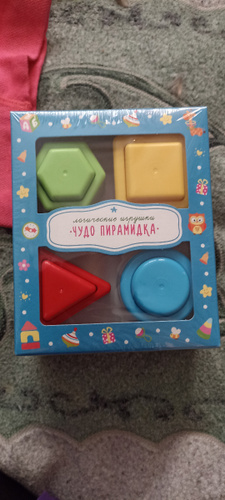 логические игрушки
·ЧУДО ПИРАМИДКА·